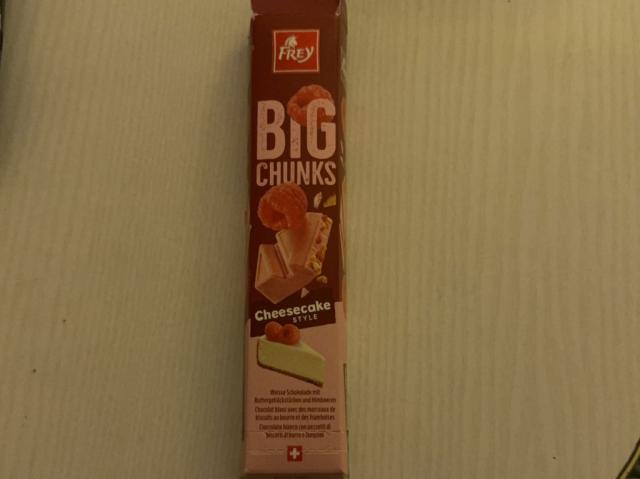 FREY
BIG
CHUNKS
Cheesecake
STYLE
Weisse Schokolade mit
Buttergebäckstücken und Himbeeren
Chocolat blanc avec des morceaux de
biscuits au beurre et des framboises
Cioccolato bianco con pezzetti di
biscotti al burro e lamponi